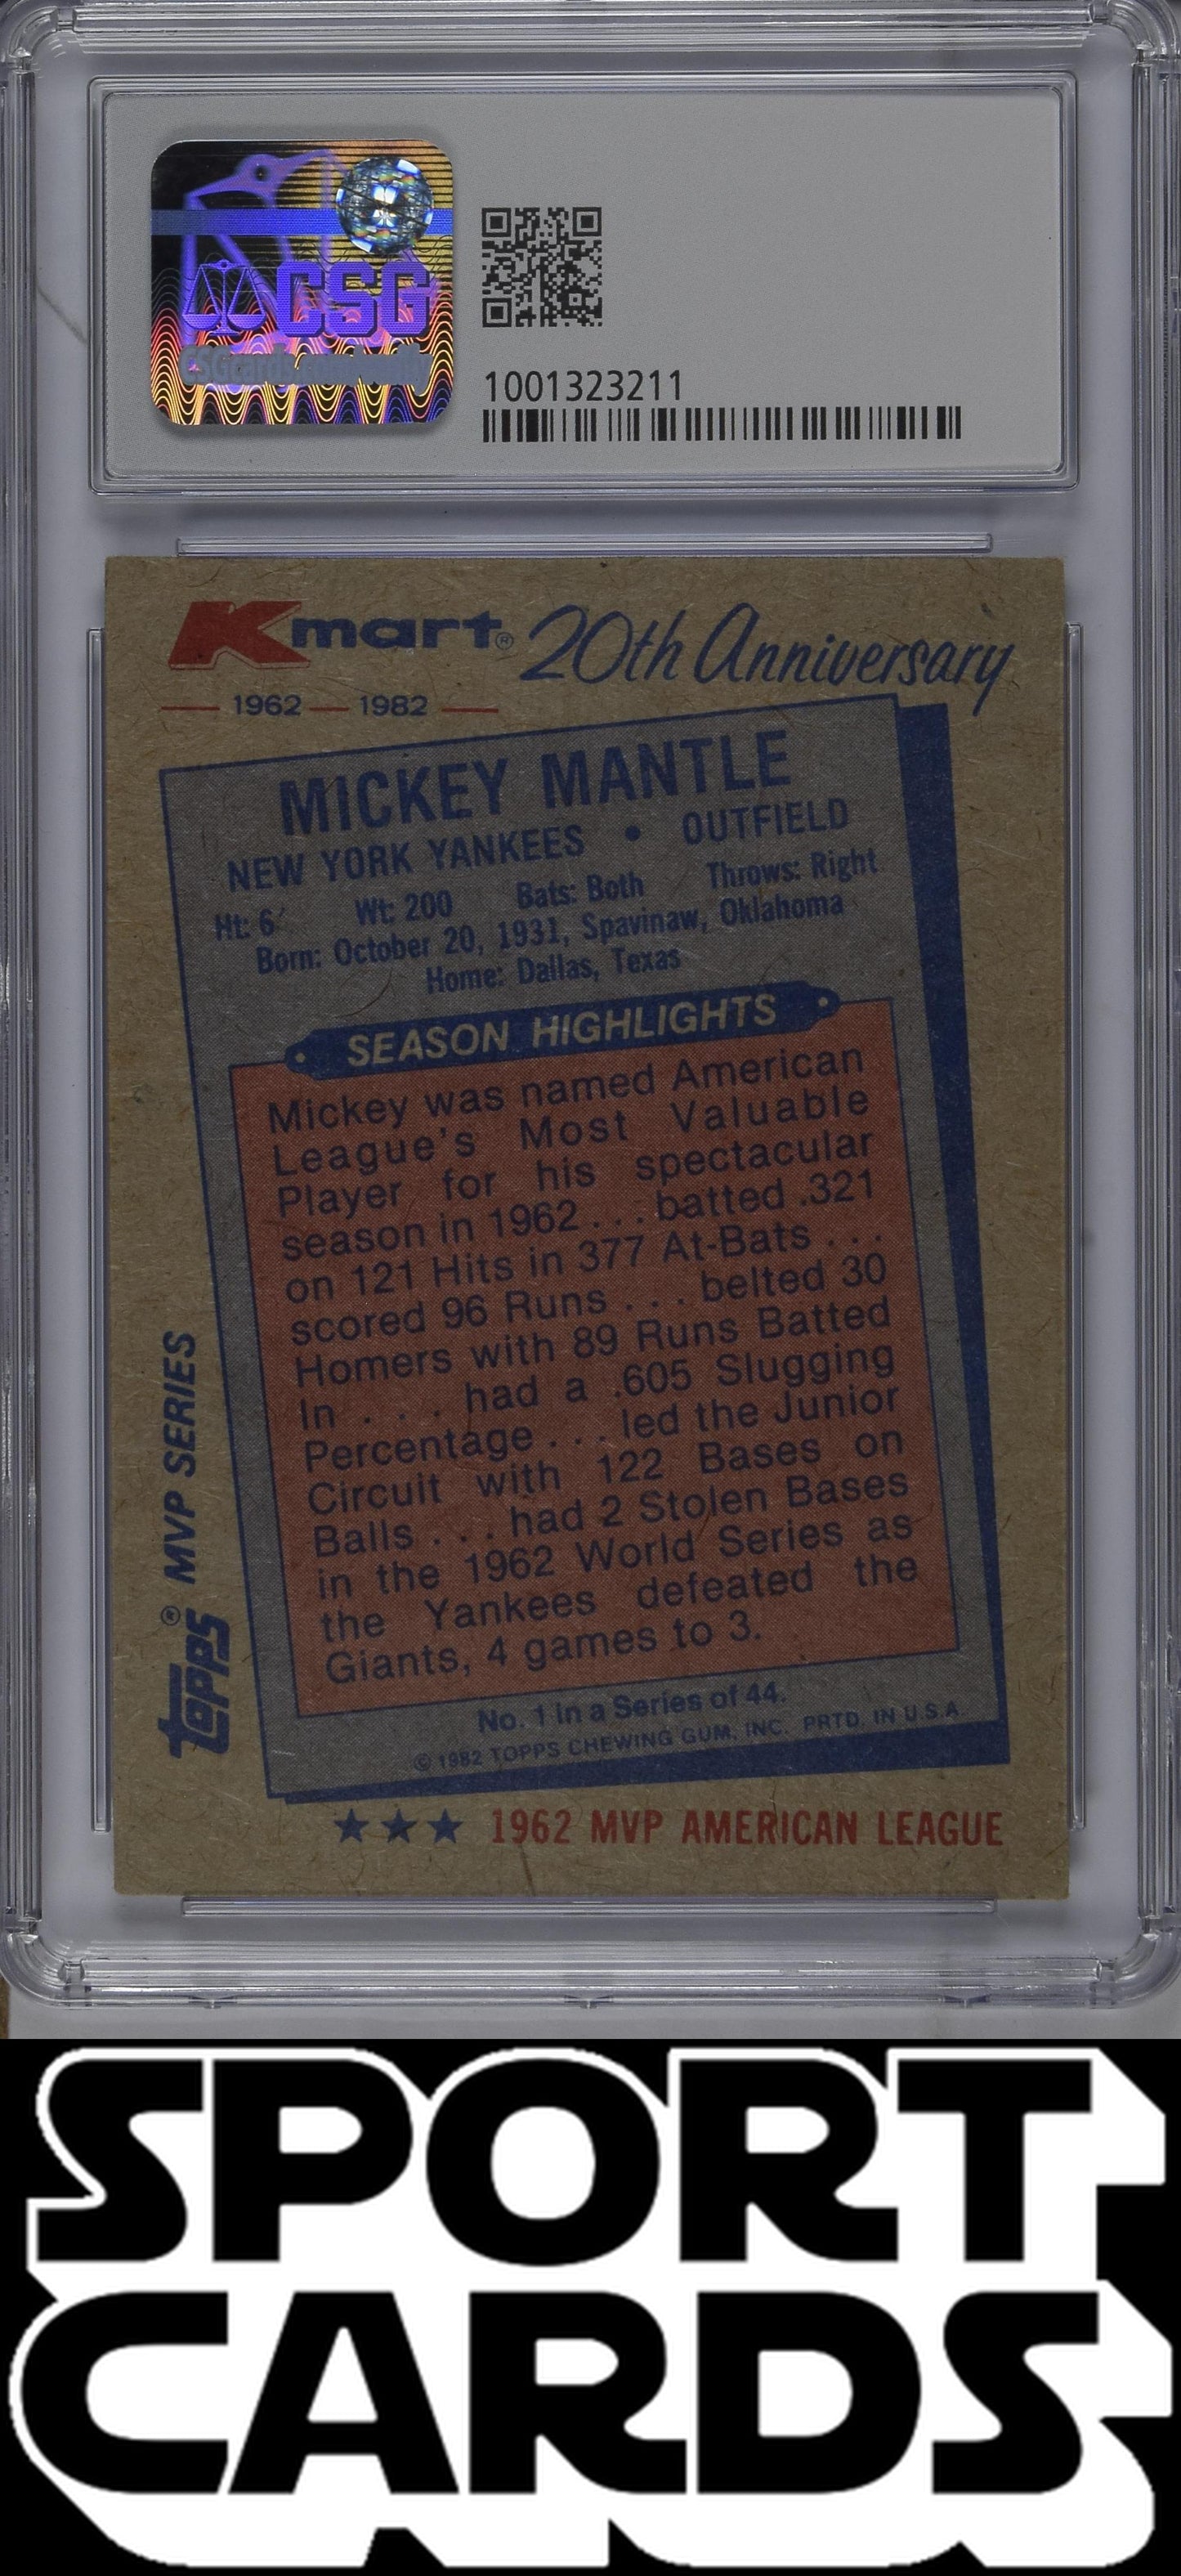 CSG
CSGcards.com/verify
1001323211
Kmart® 20th Anniversary
1962 — 1982
MICKEY MANTLE
NEW YORK YANKEES • OUTFIELD
Ht: 6' Wt: 200 Bats: Both Throws: Right
Born: October 20, 1931, Spavinaw, Oklahoma
Home: Dallas, Texas
SEASON HIGHLIGHTS
Mickey was named American
League's Most Valuable
Player for his spectacular
season in 1962 . . . batted .321
on 121 Hits in 377 At-Bats . . .
scored 96 Runs . . . belted 30
Homers with 89 Runs Batted
In . . . had a .605 Slugging
Percentage . . . led the Junior
Circuit with 122 Bases on
Balls . . . had 2 Stolen Bases
in the 1962 World Series as
the Yankees defeated the
Giants, 4 games to 3.
No. 1 in a Series of 44.
© 1982 TOPPS CHEWING GUM, INC. PRTD. IN U.S.A.
Topps® MVP SERIES
★★★ 1962 MVP AMERICAN LEAGUE
SPORT
CARDS